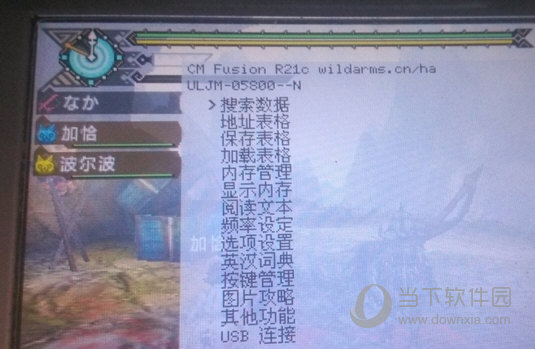 CM Fusion R21c wildarms.cn/ha
ULJM-05800--N
なか
加恰
波尔波
>搜索数据
地址表格
保存表格
加载表格
内存管理
显示内存
阅读文本
频率设定
选项设置
英汉词典
按键管理
图片攻略
其他功能
USB 连接
加恰
当下软件园
www.downxia.com